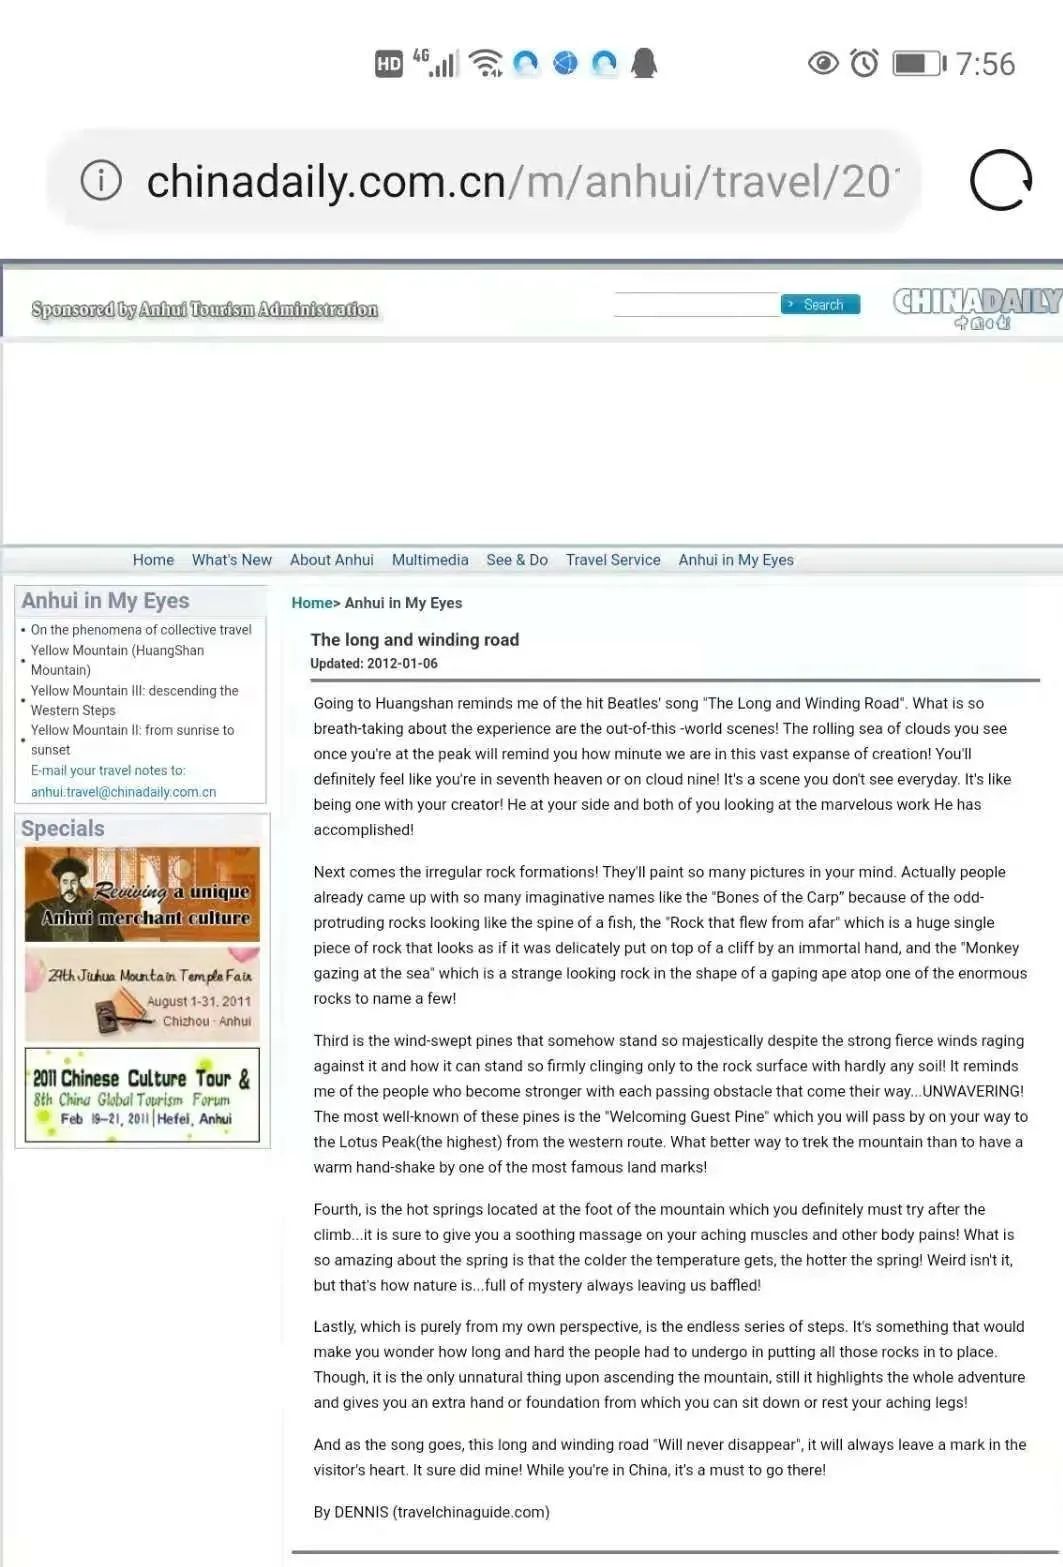 HD 4G 7:56
chinadaily.com.cn/m/anhui/travel/20
Sponsored by Anhui Tourism Administration
Search
CHINADAILY
Home What's New About Anhui Multimedia See & Do Travel Service Anhui in My Eyes
Anhui in My Eyes
• On the phenomena of collective travel
• Yellow Mountain (HuangShan
Mountain)
• Yellow Mountain III: descending the
Western Steps
• Yellow Mountain II: from sunrise to
sunset
E-mail your travel notes to:
anhui.travel@chinadaily.com.cn
Specials
Reviving a unique
Anhui merchant culture
29th Jiuhua Mountain Temple Fair
August 1-31, 2011
Chizhou · Anhui
2011 Chinese Culture Tour &
8th China Global Tourism Forum
Feb 19-21, 2011 | Hefei, Anhui
Home> Anhui in My Eyes
The long and winding road
Updated: 2012-01-06
Going to Huangshan reminds me of the hit Beatles' song "The Long and Winding Road". What is so
breath-taking about the experience are the out-of-this -world scenes! The rolling sea of clouds you see
once you're at the peak will remind you how minute we are in this vast expanse of creation! You'll
definitely feel like you're in seventh heaven or on cloud nine! It's a scene you don't see everyday. It's like
being one with your creator! He at your side and both of you looking at the marvelous work He has
accomplished!
Next comes the irregular rock formations! They'll paint so many pictures in your mind. Actually people
already came up with so many imaginative names like the "Bones of the Carp” because of the odd-
protruding rocks looking like the spine of a fish, the "Rock that flew from afar" which is a huge single
piece of rock that looks as if it was delicately put on top of a cliff by an immortal hand, and the "Monkey
gazing at the sea" which is a strange looking rock in the shape of a gaping ape atop one of the enormous
rocks to name a few!
Third is the wind-swept pines that somehow stand so majestically despite the strong fierce winds raging
against it and how it can stand so firmly clinging only to the rock surface with hardly any soil! It reminds
me of the people who become stronger with each passing obstacle that come their way...UNWAVERING!
The most well-known of these pines is the "Welcoming Guest Pine" which you will pass by on your way to
the Lotus Peak(the highest) from the western route. What better way to trek the mountain than to have a
warm hand-shake by one of the most famous land marks!
Fourth, is the hot springs located at the foot of the mountain which you definitely must try after the
climb...it is sure to give you a soothing massage on your aching muscles and other body pains! What is
so amazing about the spring is that the colder the temperature gets, the hotter the spring! Weird isn't it,
but that's how nature is...full of mystery always leaving us baffled!
Lastly, which is purely from my own perspective, is the endless series of steps. It's something that would
make you wonder how long and hard the people had to undergo in putting all those rocks in to place.
Though, it is the only unnatural thing upon ascending the mountain, still it highlights the whole adventure
and gives you an extra hand or foundation from which you can sit down or rest your aching legs!
And as the song goes, this long and winding road "Will never disappear", it will always leave a mark in the
visitor's heart. It sure did mine! While you're in China, it's a must to go there!
By DENNIS (travelchinaguide.com)